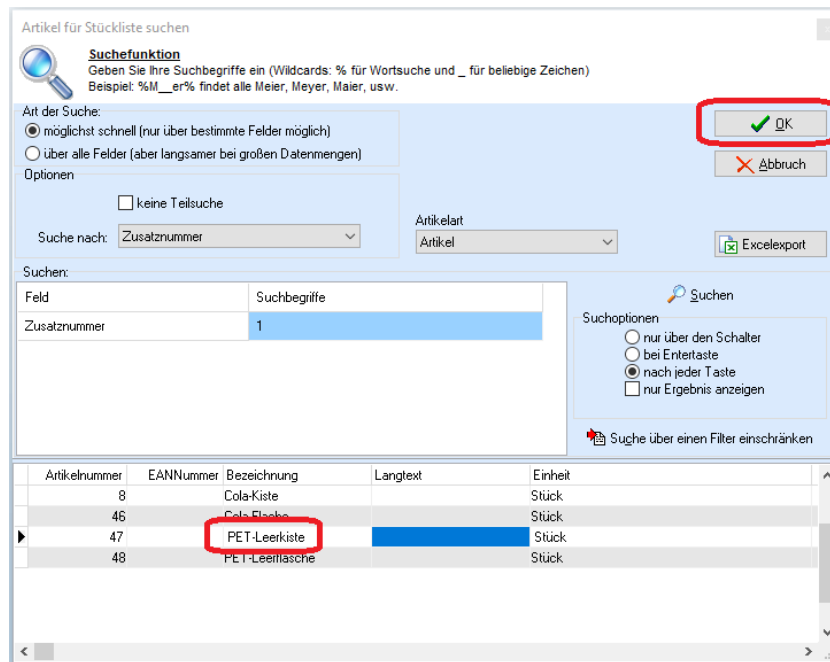 Artikel für Stückliste suchen
Suchefunktion
Geben Sie Ihre Suchbegriffe ein (Wildcards: % für Wortsuche und _ für beliebige Zeichen)
Beispiel: %M__er% findet alle Meier, Meyer, Maier, usw.
Art der Suche:
möglichst schnell (nur über bestimmte Felder möglich)
OK
über alle Felder (aber langsamer bei großen Datenmengen)
Abbruch
Optionen
keine Teilsuche
Artikelart
Suche nach: Zusatznummer
Artikel
Excelexport
Suchen:
Feld Suchbegriffe
Suchen
Zusatznummer 1
Suchoptionen
nur über den Schalter
bei Entertaste
nach jeder Taste
nur Ergebnis anzeigen
Suche über einen Filter einschränken
Artikelnummer EANNummer Bezeichnung Langtext Einheit
8 Cola-Kiste Stück
46 Cola-Flasche Stück
47 PET-Leerkiste Stück
48 PET-Leerflasche Stück